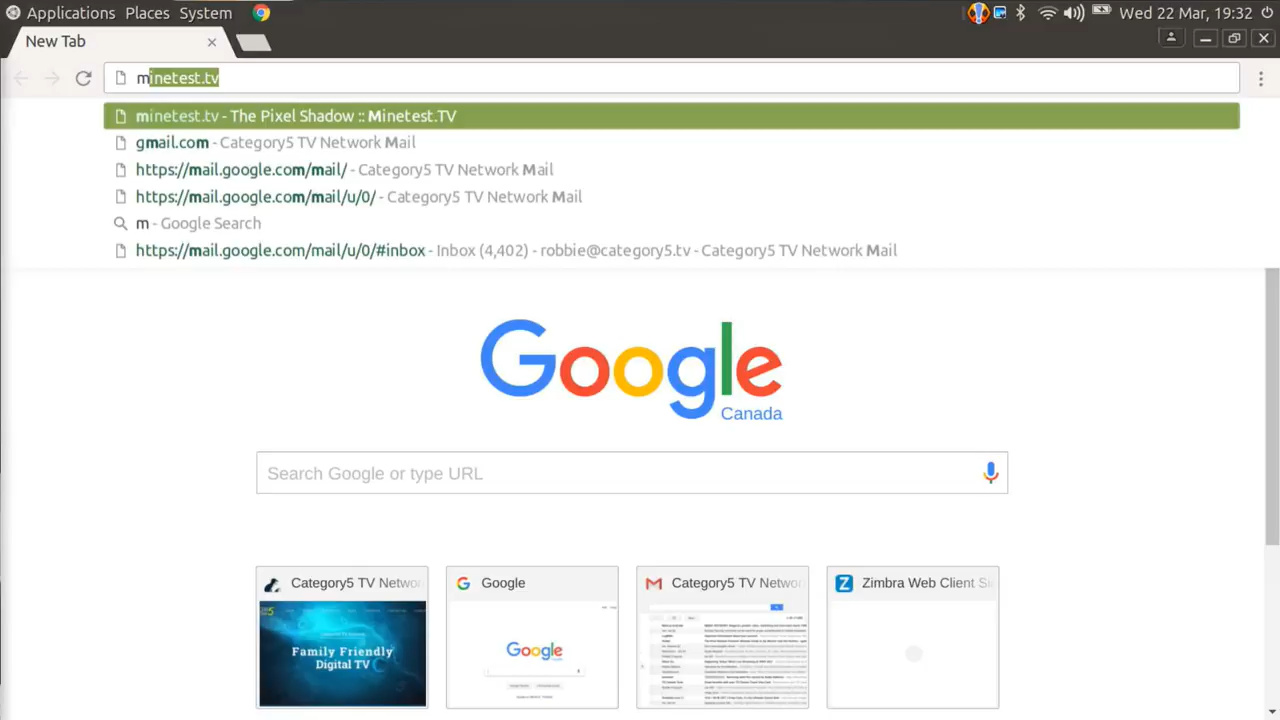 Applications Places System
Wed 22 Mar, 19:32
New Tab
minetest.tv
minetest.tv - The Pixel Shadow :: Minetest.TV
gmail.com - Category5 TV Network Mail
https://mail.google.com/mail/ - Category5 TV Network Mail
https://mail.google.com/mail/u/0/ - Category5 TV Network Mail
m - Google Search
https://mail.google.com/mail/u/0/#inbox - Inbox (4,402) - robbie@category5.tv - Category5 TV Network Mail
Google
Canada
Search Google or type URL
Category5 TV Networ
Google
Category5 TV Networ
Zimbra Web Client Si
Family Friendly
Digital TV
Google